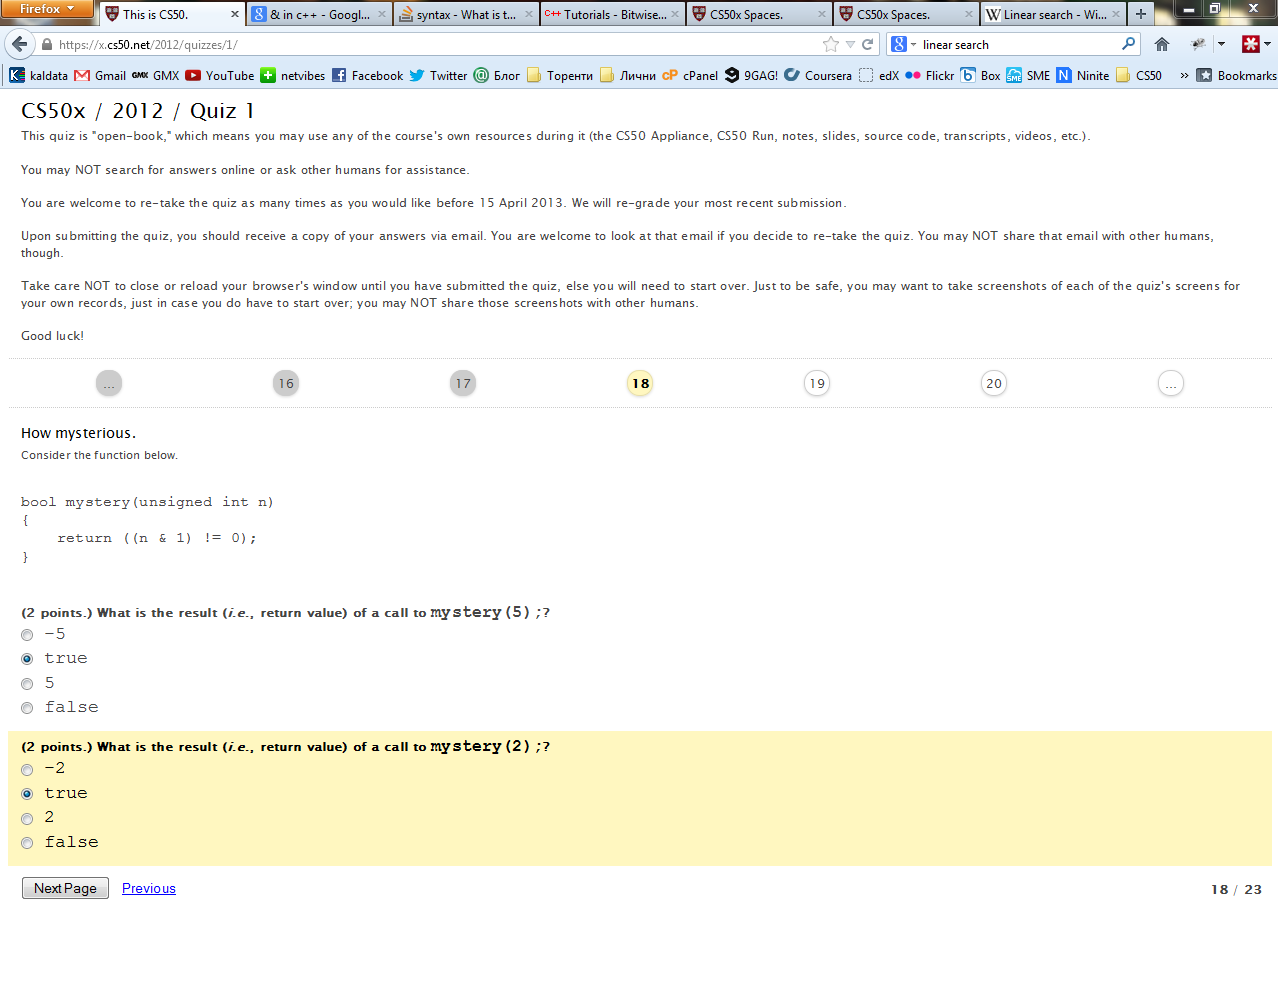 Firefox
This is CS50.
& in c++ - Googl...
syntax - What is t...
C++ Tutorials - Bitwise...
CS50x Spaces.
CS50x Spaces.
W Linear search - Wi...
https://x.cs50.net/2012/quizzes/1/
linear search
kaldata Gmail GMX GMX YouTube netvibes Facebook Twitter Блог Торенти Лични cP cPanel 9GAG! Coursera edX Flickr Box SME Ninite CS50 » Bookmarks
CS50x / 2012 / Quiz 1
This quiz is "open-book," which means you may use any of the course's own resources during it (the CS50 Appliance, CS50 Run, notes, slides, source code, transcripts, videos, etc.).
You may NOT search for answers online or ask other humans for assistance.
You are welcome to re-take the quiz as many times as you would like before 15 April 2013. We will re-grade your most recent submission.
Upon submitting the quiz, you should receive a copy of your answers via email. You are welcome to look at that email if you decide to re-take the quiz. You may NOT share that email with other humans,
though.
Take care NOT to close or reload your browser's window until you have submitted the quiz, else you will need to start over. Just to be safe, you may want to take screenshots of each of the quiz's screens for
your own records, just in case you do have to start over; you may NOT share those screenshots with other humans.
Good luck!
... 16 17 18 19 20 ...
How mysterious.
Consider the function below.
bool mystery(unsigned int n)
{
    return ((n & 1) != 0);
}
(2 points.) What is the result (i.e., return value) of a call to mystery(5);?
-5
true
5
false
(2 points.) What is the result (i.e., return value) of a call to mystery(2);?
-2
true
2
false
Next Page Previous 18 / 23